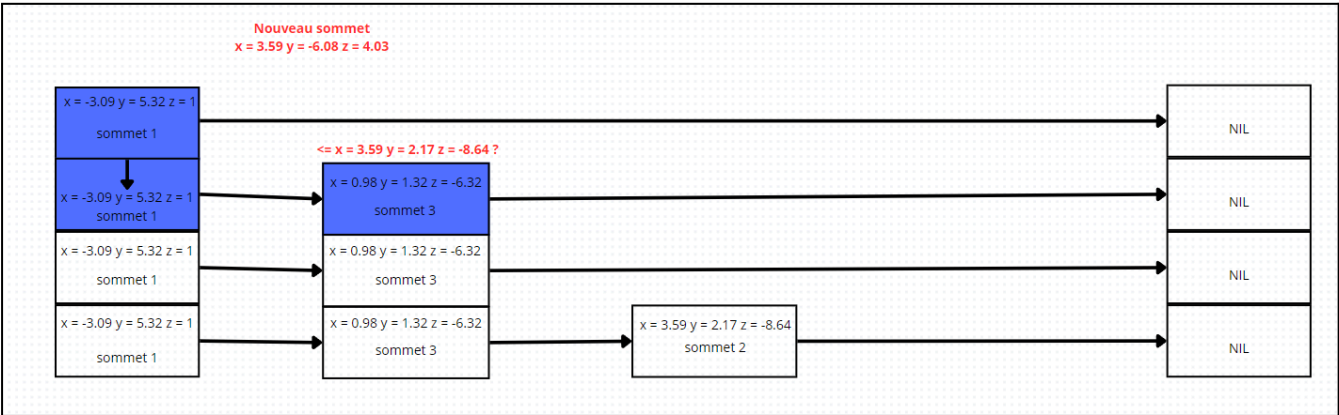 Nouveau sommet
x = 3.59 y = -6.08 z = 4.03
x = -3.09 y = 5.32 z = 1
sommet 1
NIL
<= x = 3.59 y = 2.17 z = -8.64 ?
x = -3.09 y = 5.32 z = 1
sommet 1
x = 0.98 y = 1.32 z = -6.32
sommet 3
NIL
x = -3.09 y = 5.32 z = 1
sommet 1
x = 0.98 y = 1.32 z = -6.32
sommet 3
NIL
x = -3.09 y = 5.32 z = 1
sommet 1
x = 0.98 y = 1.32 z = -6.32
sommet 3
x = 3.59 y = 2.17 z = -8.64
sommet 2
NIL